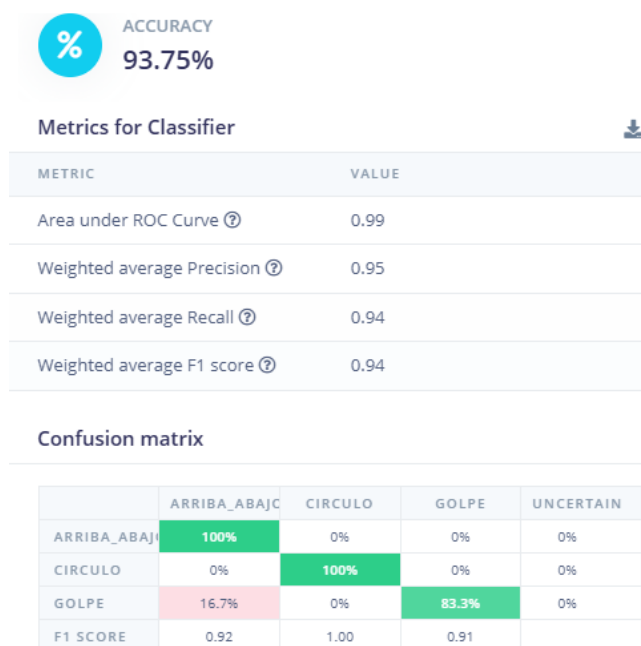 ACCURACY
93.75%
Metrics for Classifier
METRIC VALUE
Area under ROC Curve 0.99
Weighted average Precision 0.95
Weighted average Recall 0.94
Weighted average F1 score 0.94
Confusion matrix
ARRIBA_ABAJO CIRCULO GOLPE UNCERTAIN
ARRIBA_ABAJ 100% 0% 0% 0%
CIRCULO 0% 100% 0% 0%
GOLPE 16.7% 0% 83.3% 0%
F1 SCORE 0.92 1.00 0.91